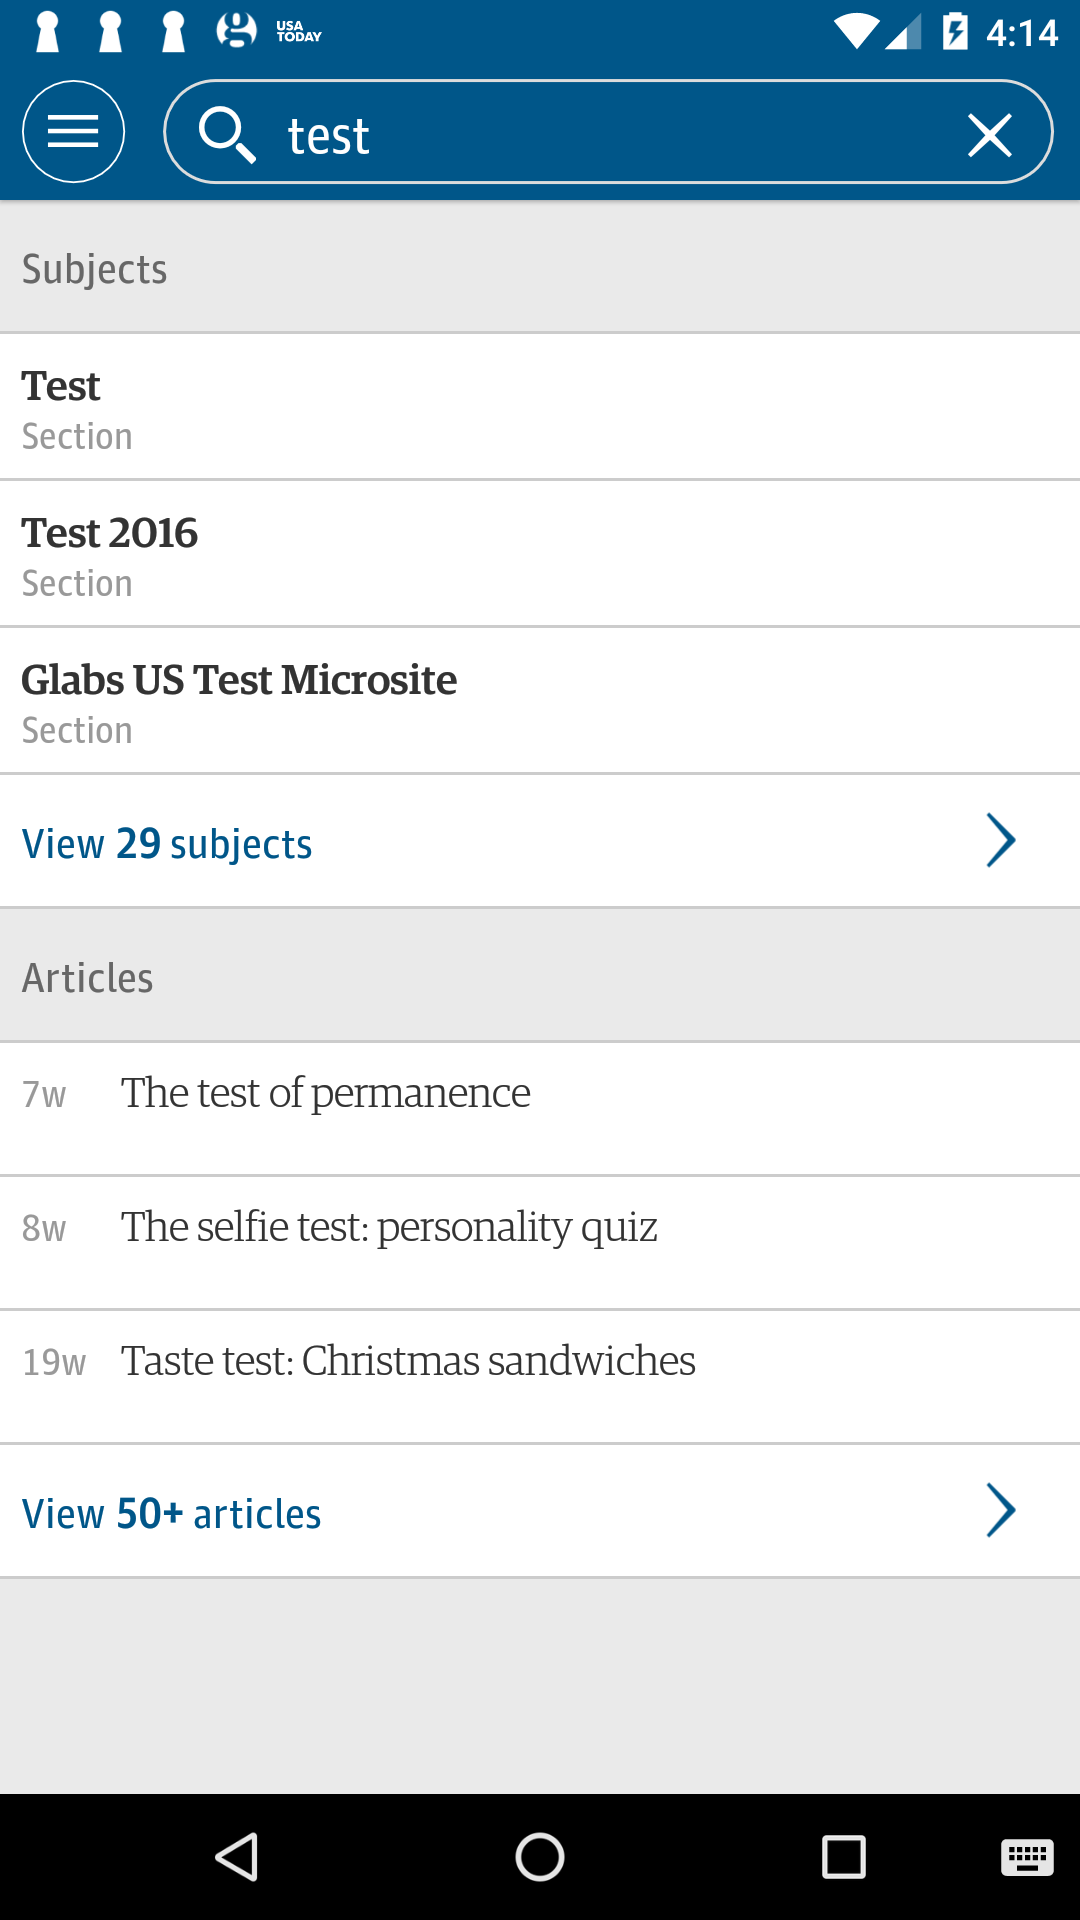 USA
TODAY
4:14
test
Subjects
Test
Section
Test 2016
Section
Glabs US Test Microsite
Section
View 29 subjects
Articles
7w The test of permanence
8w The selfie test: personality quiz
19w Taste test: Christmas sandwiches
View 50+ articles